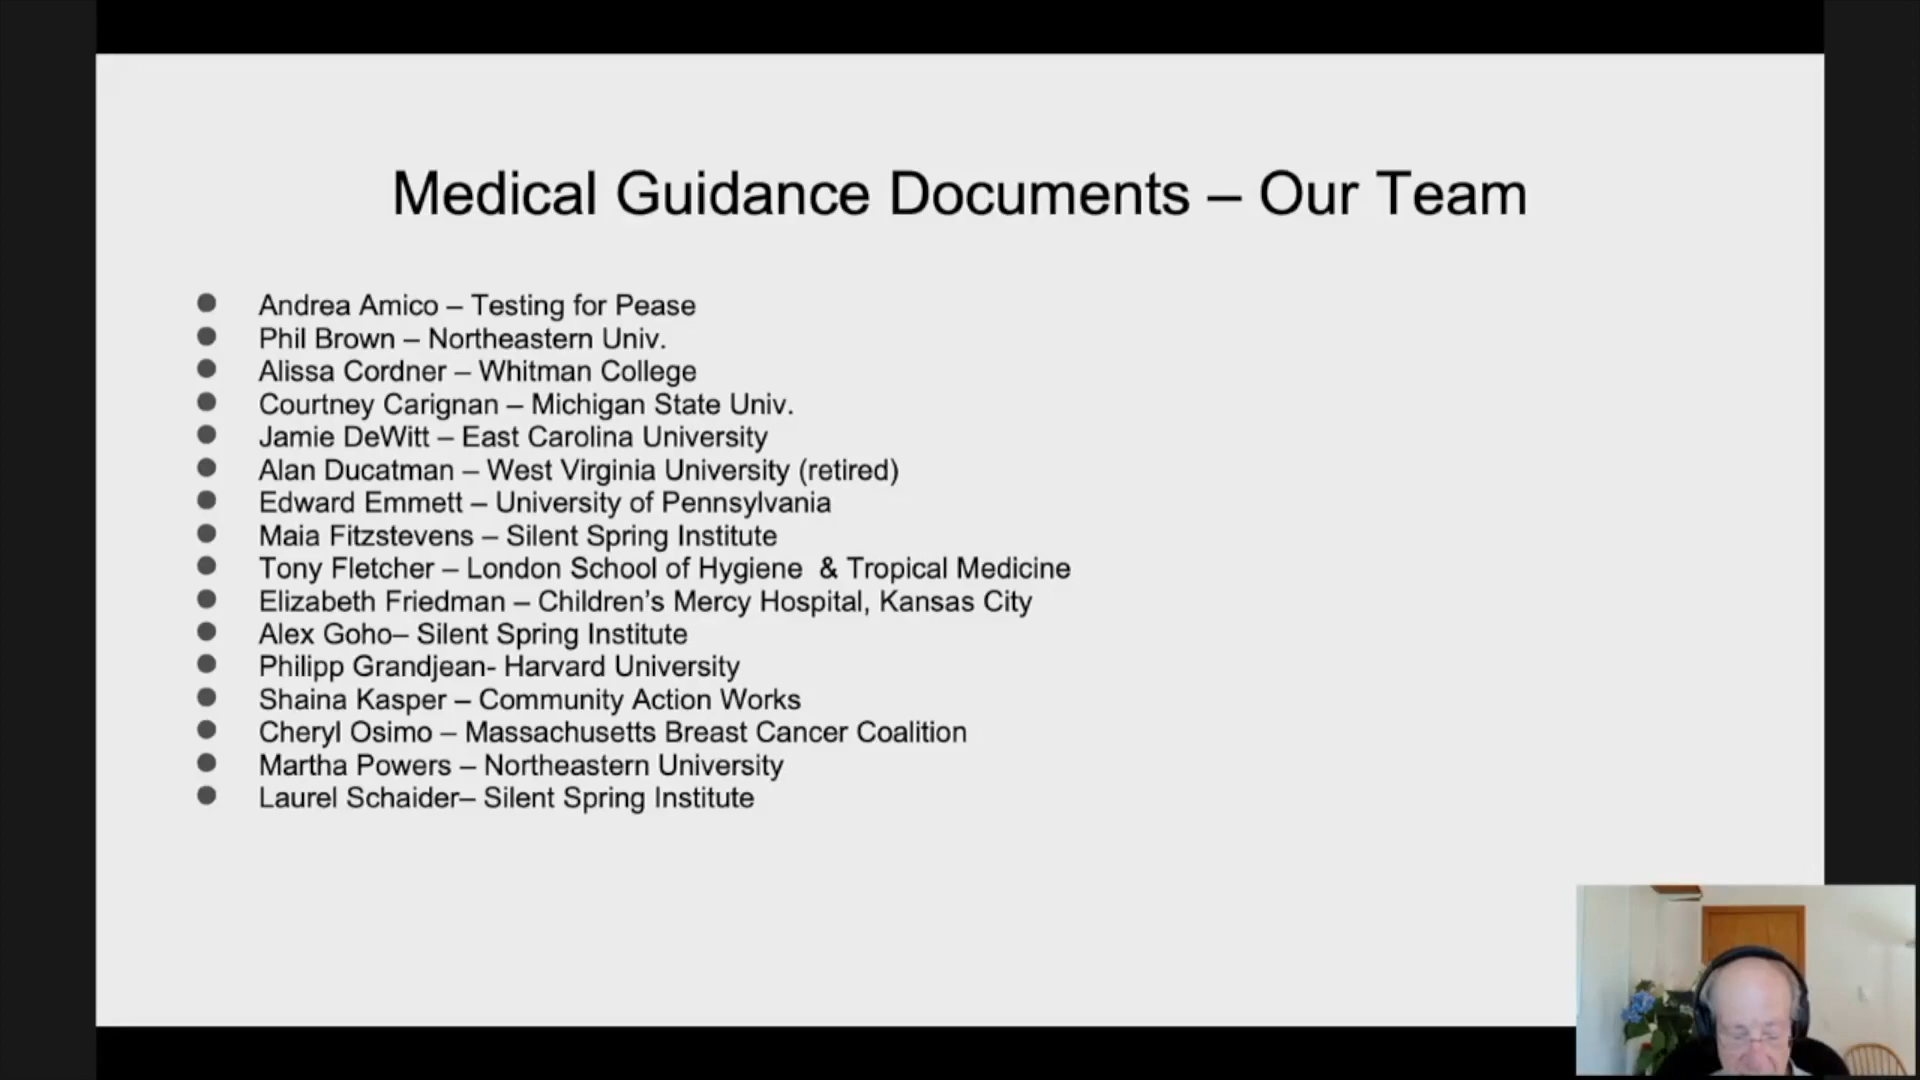 Medical Guidance Documents – Our Team
Andrea Amico – Testing for Pease
Phil Brown – Northeastern Univ.
Alissa Cordner – Whitman College
Courtney Carignan – Michigan State Univ.
Jamie DeWitt – East Carolina University
Alan Ducatman – West Virginia University (retired)
Edward Emmett – University of Pennsylvania
Maia Fitzstevens – Silent Spring Institute
Tony Fletcher – London School of Hygiene  & Tropical Medicine
Elizabeth Friedman – Children’s Mercy Hospital, Kansas City
Alex Goho– Silent Spring Institute
Philipp Grandjean- Harvard University
Shaina Kasper – Community Action Works
Cheryl Osimo – Massachusetts Breast Cancer Coalition
Martha Powers – Northeastern University
Laurel Schaider– Silent Spring Institute